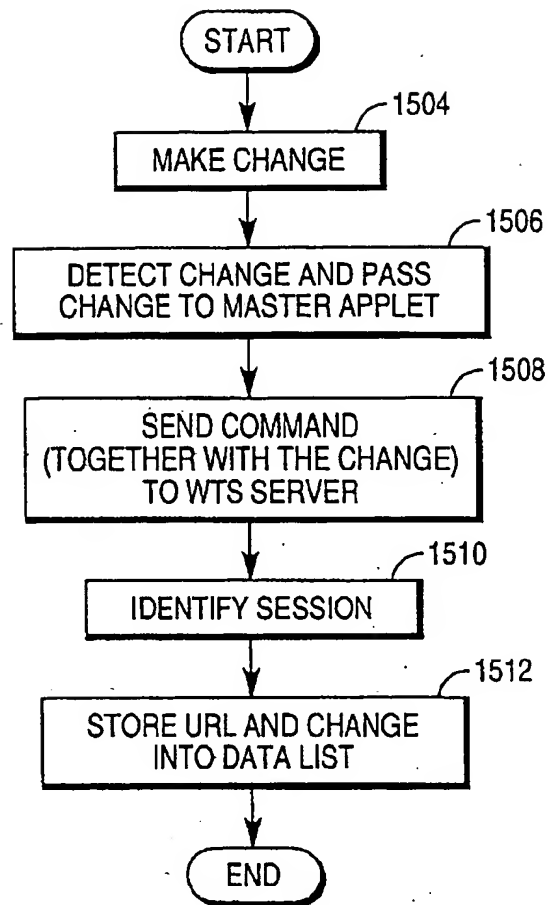 START
1504
MAKE CHANGE
1506
DETECT CHANGE AND PASS
CHANGE TO MASTER APPLET
1508
SEND COMMAND
(TOGETHER WITH THE CHANGE)
TO WTS SERVER
1510
IDENTIFY SESSION
1512
STORE URL AND CHANGE
INTO DATA LIST
END